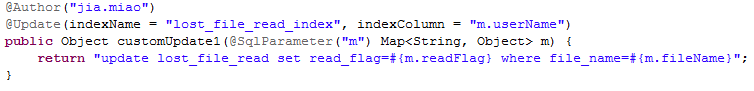 @Author("jia.miao")
@Update(indexName = "lost_file_read_index", indexColumn = "m.userName")
public Object customUpdate1(@SqlParameter("m") Map<String, Object> m) {
return "update lost_file_read set read_flag=#{m.readFlag} where file_name=#{m.fileName}";
}